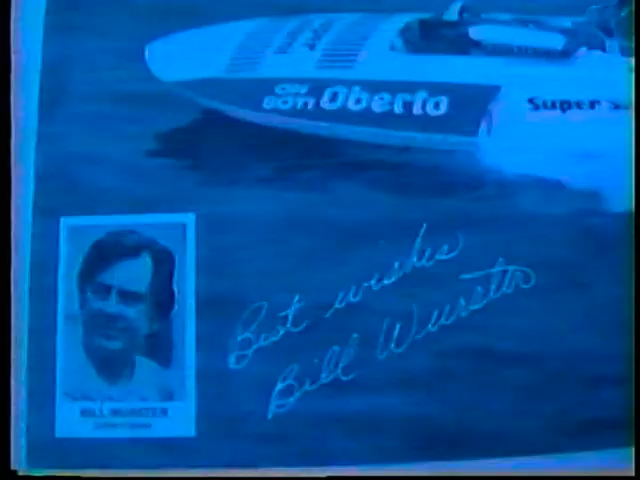 OH
BOY! Oberto
Super
Best wishes
Bill Wurster
BILL WURSTER